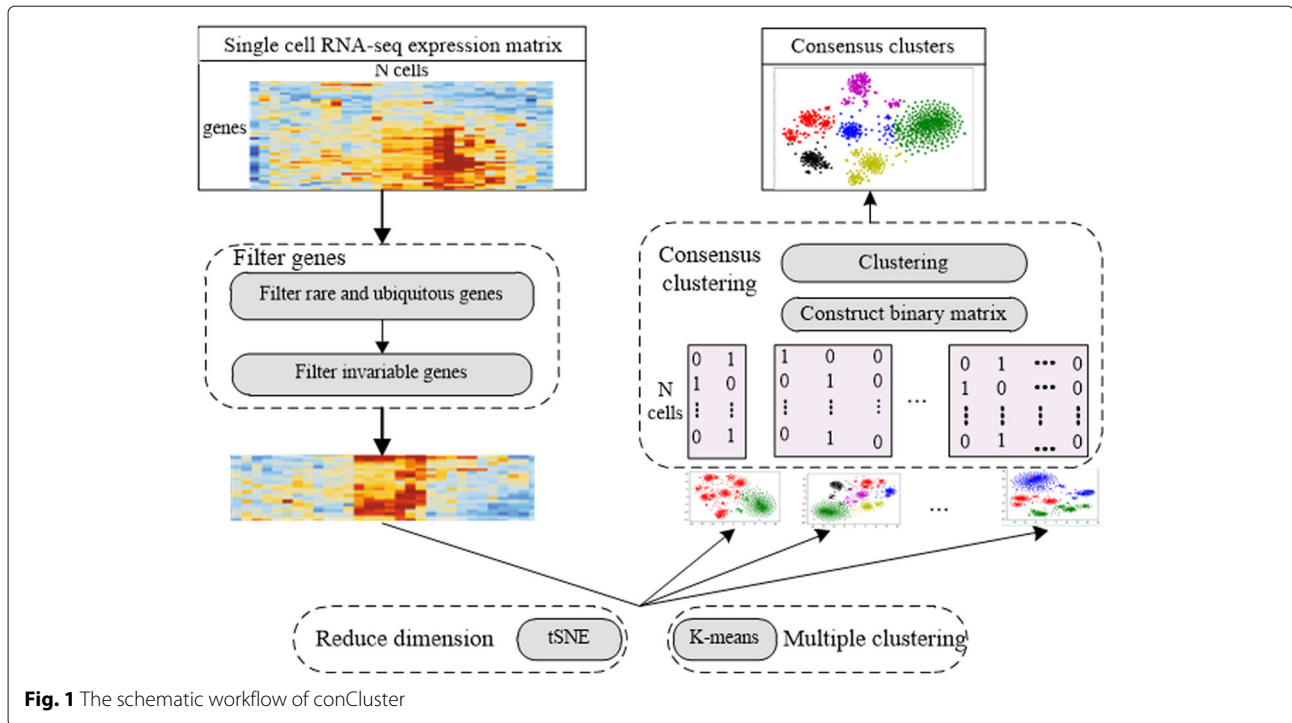 Single cell RNA-seq expression matrix
N cells
genes
Filter genes
Filter rare and ubiquitous genes
Filter invariable genes
Reduce dimension
tSNE
K-means
Multiple clustering
...
Consensus clusters
Consensus
clustering
Clustering
Construct binary matrix
N
cells
0 1
1 0
⋮ ⋮
0 1
1 0 0
0 1 0
⋮ ⋮ ⋮
0 1 0
...
0 1 ... 0
1 0 ... 0
⋮ ⋮ ⋮ ⋮
0 1 ... 0
Fig. 1 The schematic workflow of conCluster